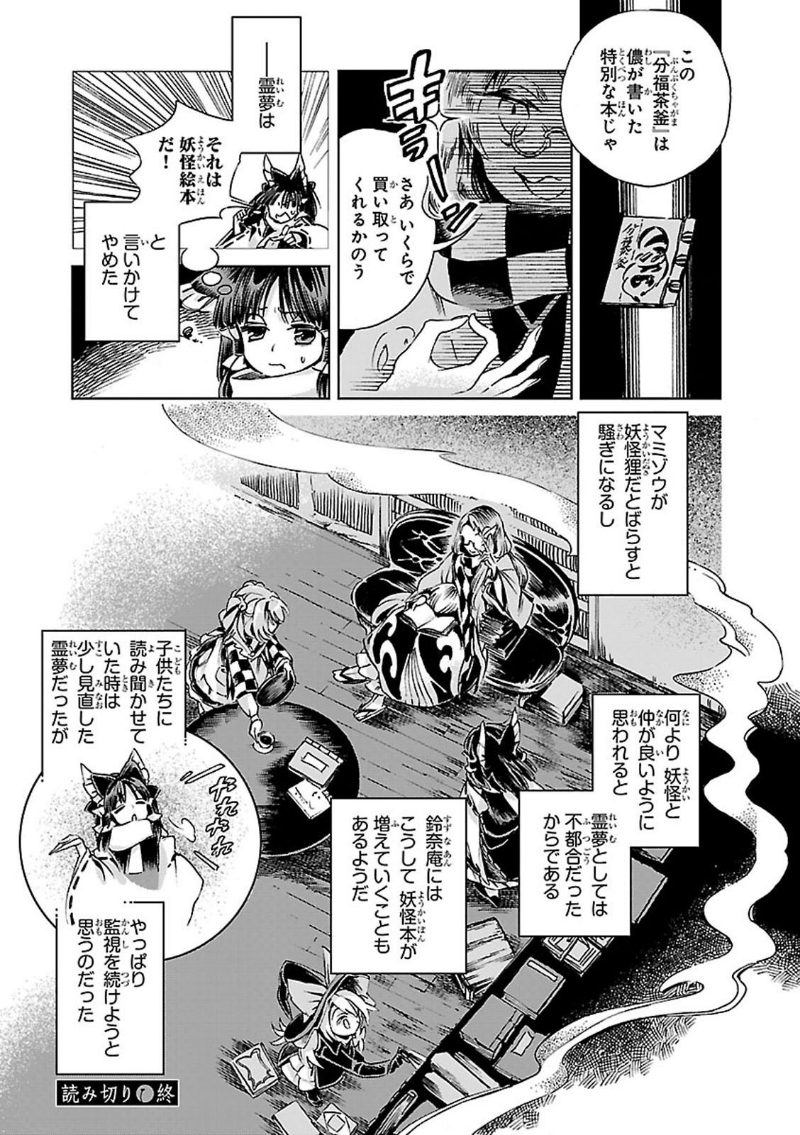 この
『分福茶釜』は
儂が書いた
特別な本じゃ
キラーン
さあ いくらで
買い取って
くれるかのう
──霊夢は
それは
妖怪絵本
だ！
と
言いかけて
やめた
マミゾウが
妖怪狸だとばらすと
騒ぎになるし
何より 妖怪と
仲が良いように
思われると
霊夢としては
不都合だった
からである
鈴奈庵には
こうして 妖怪本が
増えていくことも
あるようだ
子供たちに
読み聞かせて
いた時は
少し見直した
霊夢だったが
だれだれ
やっぱり
監視を続けようと
思うのだった
読み切り 終